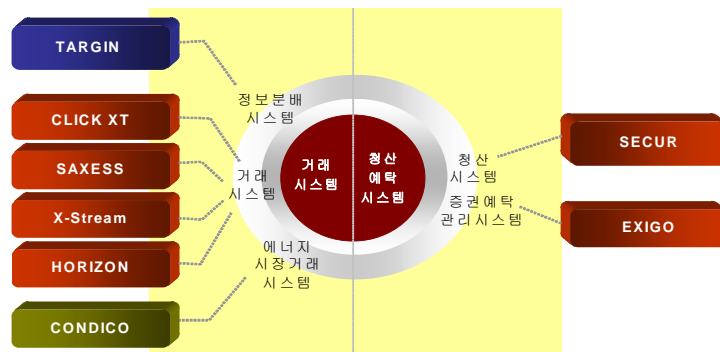 TARGIN
CLICK XT
SAXESS
X-Stream
HORIZON
CONDICO
정보분배
시스템
거래
시스템
에너지
시장거래
시스템
거래
시스템
청산
예탁
시스템
청산
시스템
증권예탁
관리시스템
SECUR
EXIGO